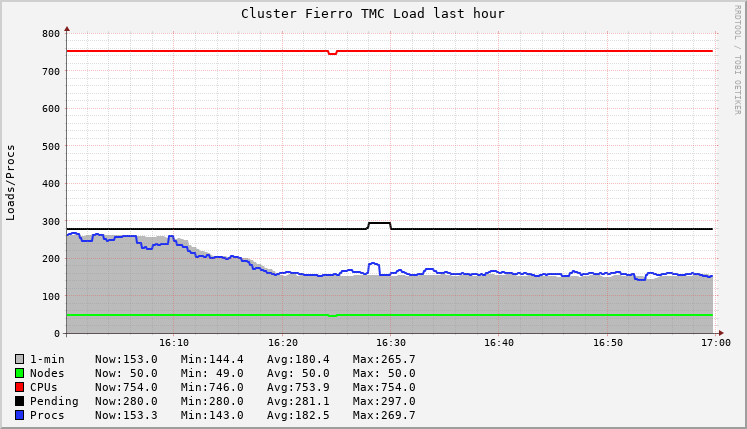 Cluster Fierro TMC Load last hour
RRDTOOL / TOBI OETIKER
Loads/Procs
800
700
600
500
400
300
200
100
0
16:10 16:20 16:30 16:40 16:50 17:00
1-min Now:153.0 Min:144.4 Avg:180.4 Max:265.7
Nodes Now: 50.0 Min: 49.0 Avg: 50.0 Max: 50.0
CPUs Now:754.0 Min:746.0 Avg:753.9 Max:754.0
Pending Now:280.0 Min:280.0 Avg:281.1 Max:297.0
Procs Now:153.3 Min:143.0 Avg:182.5 Max:269.7